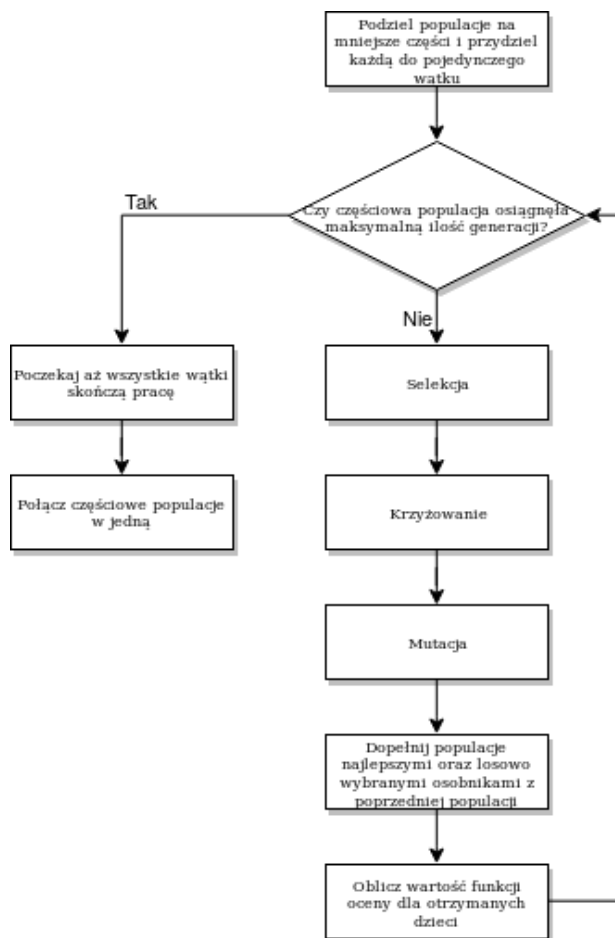 Podziel populacje na
mniejsze części i przydziel
każdą do pojedynczego
wątku
Czy częściowa populacja osiągnęła
maksymalną ilość generacji?
Tak
Nie
Poczekaj aż wszystkie wątki
skończą pracę
Połącz częściowe populacje
w jedną
Selekcja
Krzyżowanie
Mutacja
Dopełnij populacje
najlepszymi oraz losowo
wybranymi osobnikami z
poprzedniej populacji
Oblicz wartość funkcji
oceny dla otrzymanych
dzieci